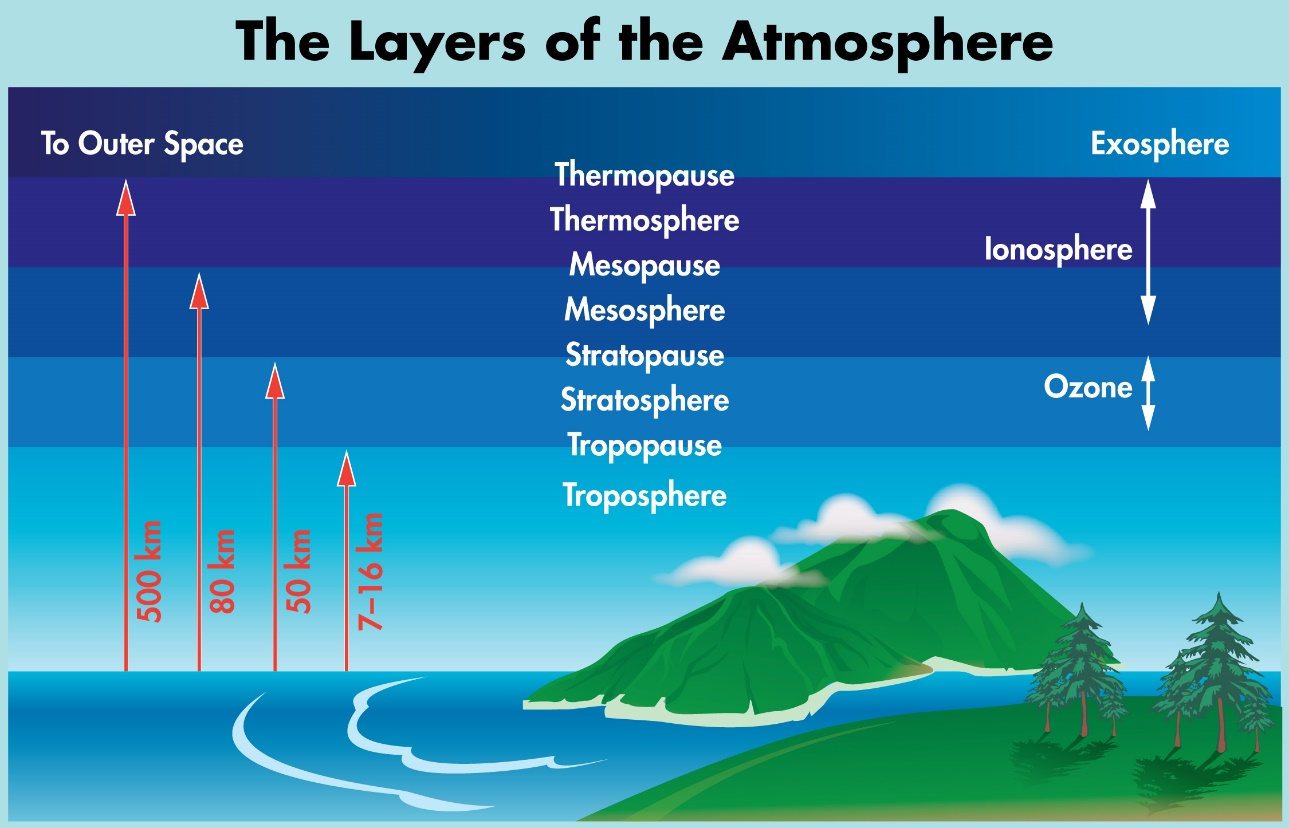 The Layers of the Atmosphere
To Outer Space
Exosphere
Thermopause
Thermosphere
Ionosphere
Mesopause
Mesosphere
Stratopause
Ozone
Stratosphere
Tropopause
Troposphere
500 km
80 km
50 km
7–16 km